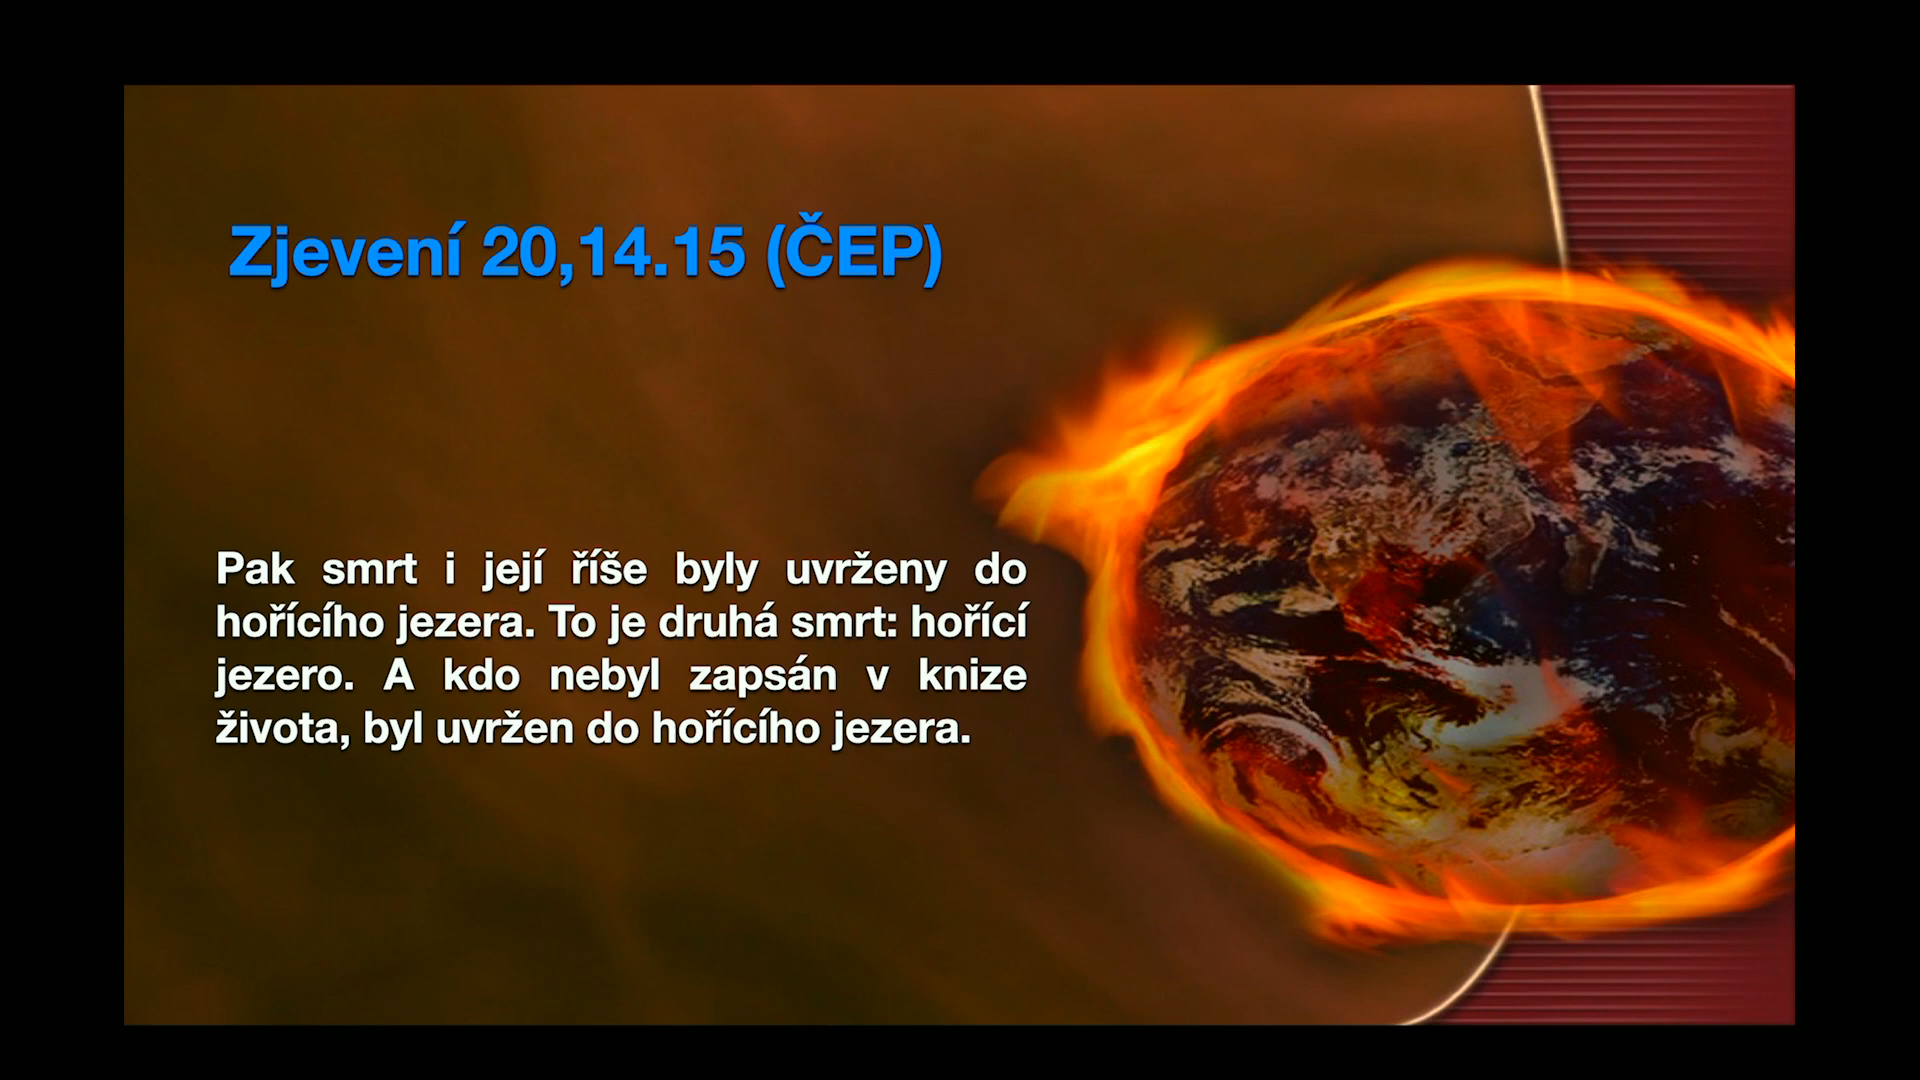 Zjevení 20,14.15 (ČEP)
Pak smrt i její říše byly uvrženy do
hořícího jezera. To je druhá smrt: hořící
jezero. A kdo nebyl zapsán v knize
života, byl uvržen do hořícího jezera.